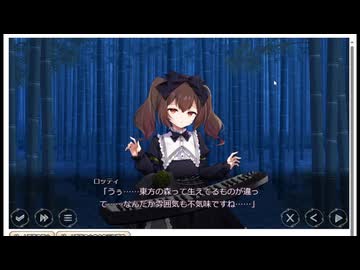 ロッティ
「うぅ……東方の森って生えてるものが違っ
て……なんだか雰囲気も不気味ですね……」